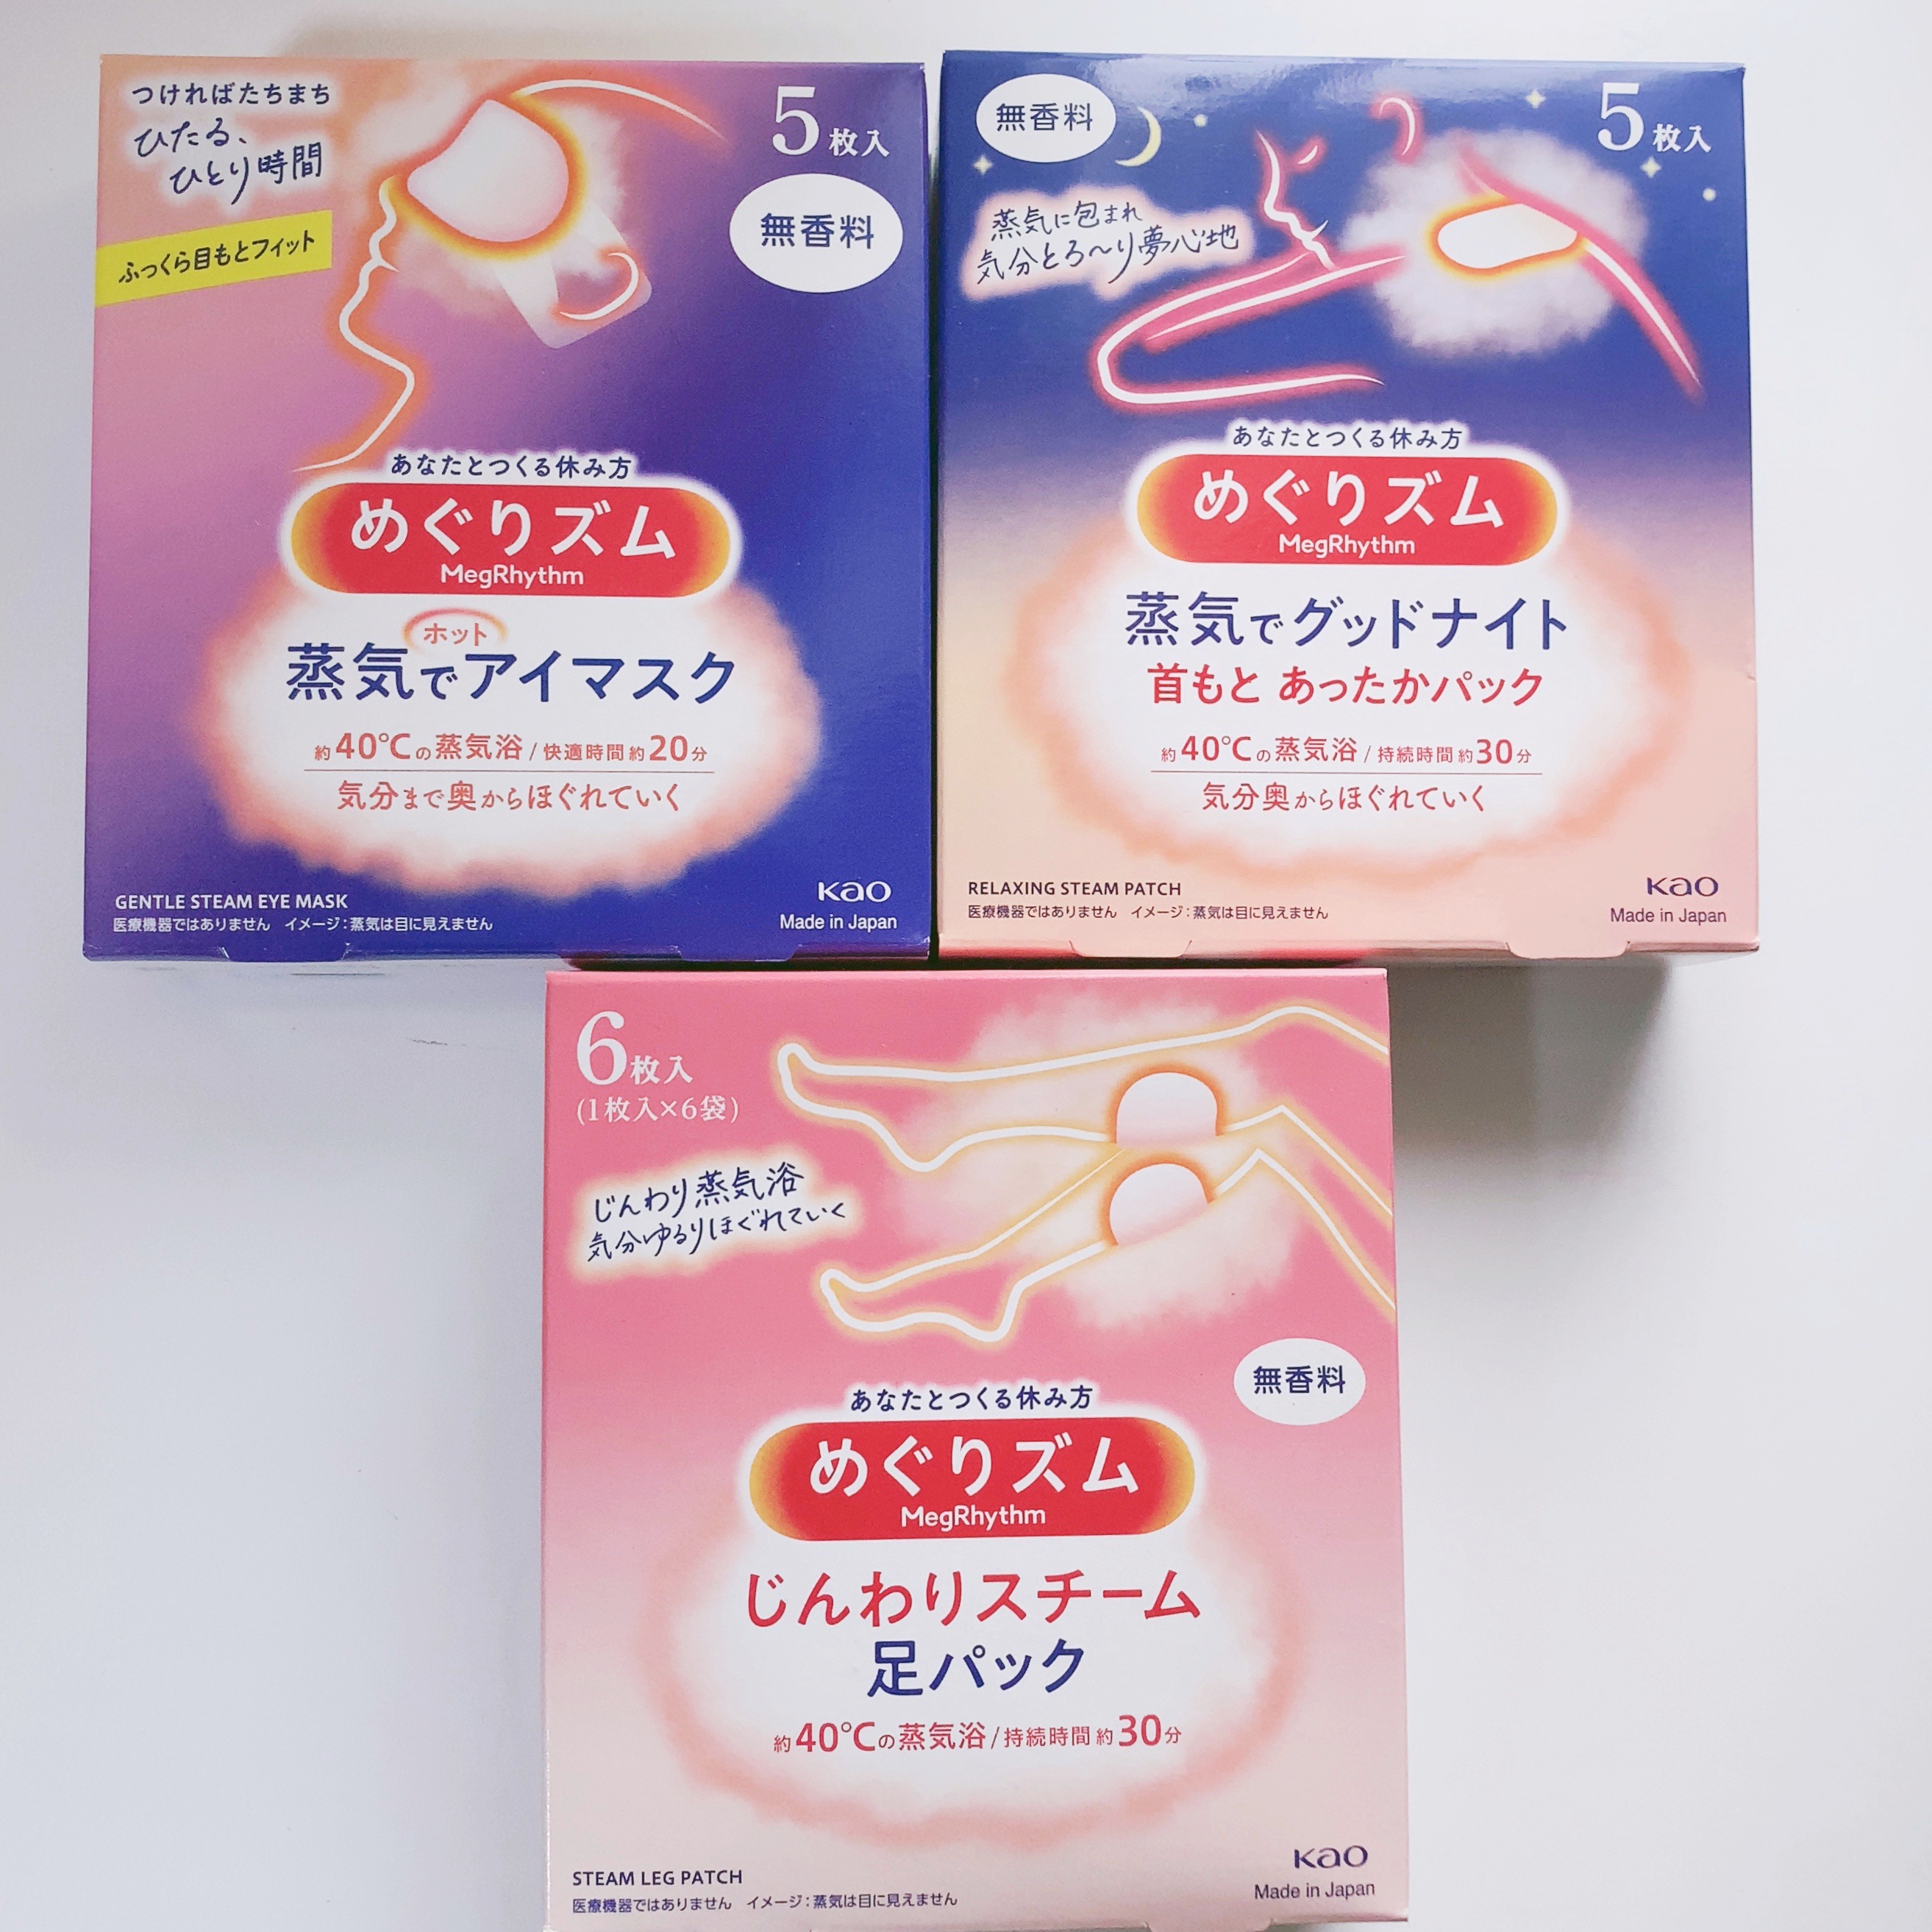 つければたちまち
ひたる、
ひとり時間
ふっくら目もとフィット
5枚入
無香料
あなたとつくる休み方
めぐりズム
MegRhythm
ホット
蒸気でアイマスク
約40℃の蒸気浴/快適時間約20分
気分まで奥からほぐれていく
GENTLE STEAM EYE MASK
医療機器ではありません イメージ:蒸気は目に見えません
Kao
Made in Japan
無香料
5枚入
蒸気に包まれ
気分とろ〜り夢心地
あなたとつくる休み方
めぐりズム
MegRhythm
蒸気でグッドナイト
首もと あったかパック
約40℃の蒸気浴/持続時間約30分
気分奥からほぐれていく
RELAXING STEAM PATCH
医療機器ではありません イメージ:蒸気は目に見えません
Kao
Made in Japan
6枚入
(1枚入×6袋)
じんわり蒸気浴
気分ゆるりほぐれていく
無香料
あなたとつくる休み方
めぐりズム
MegRhythm
じんわりスチーム
足パック
約40℃の蒸気浴/持続時間約30分
STEAM LEG PATCH
医療機器ではありません イメージ:蒸気は目に見えません
Kao
Made in Japan